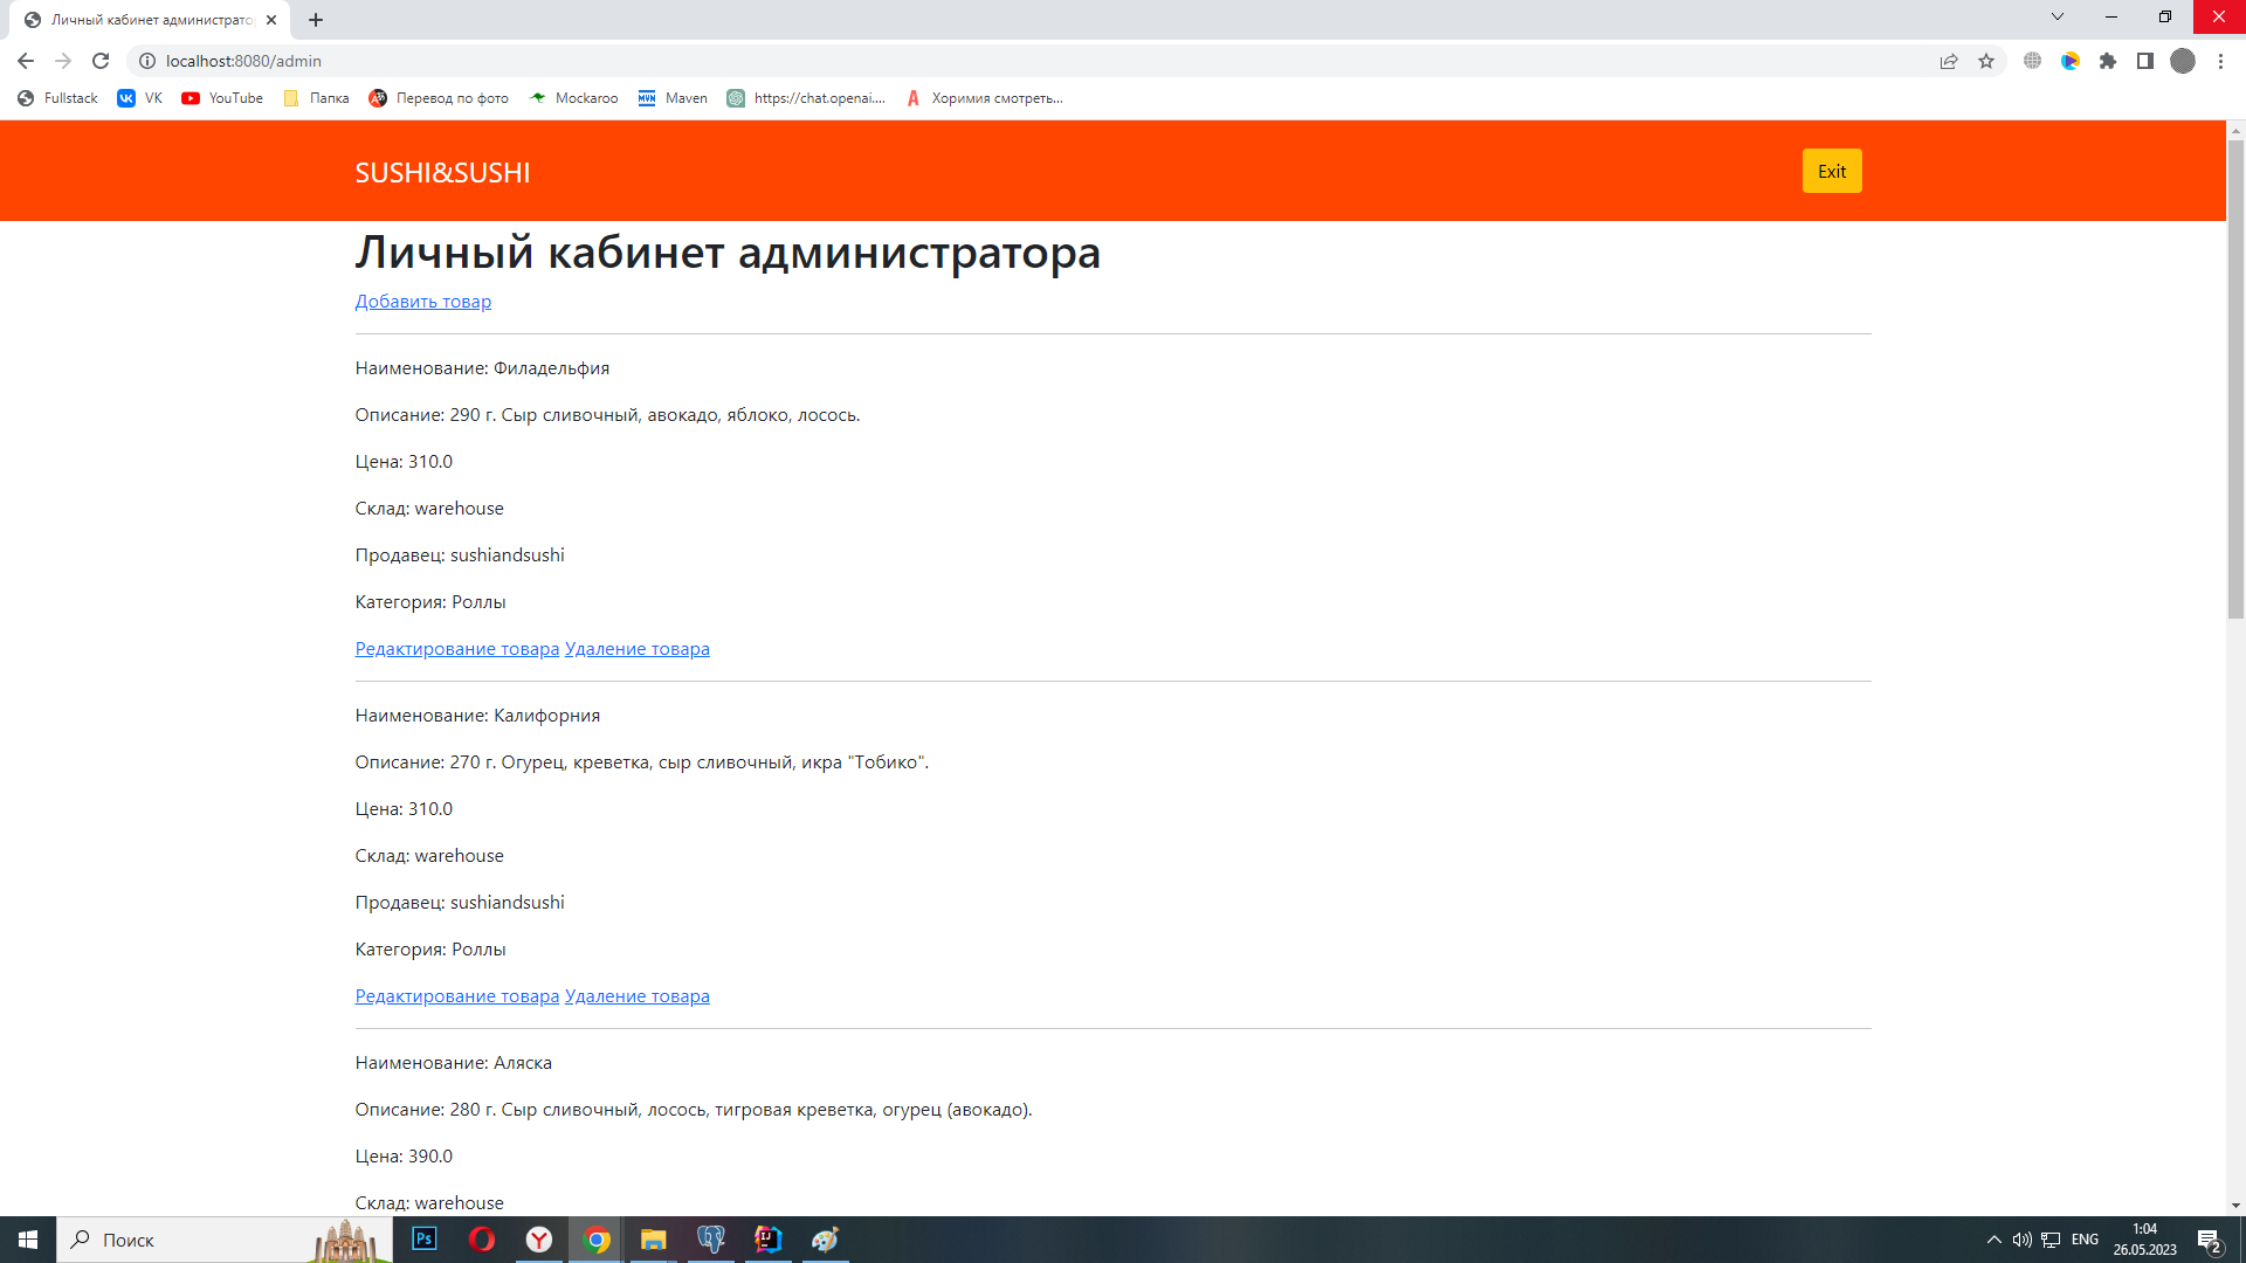 Личный кабинет администрато
localhost:8080/admin
Fullstack VK YouTube Папка Перевод по фото Mockaroo Maven https://chat.openai.... Хоримия смотреть...
SUSHI&SUSHI Exit
Личный кабинет администратора
Добавить товар
Наименование: Филадельфия
Описание: 290 г. Сыр сливочный, авокадо, яблоко, лосось.
Цена: 310.0
Склад: warehouse
Продавец: sushiandsushi
Категория: Роллы
Редактирование товара Удаление товара
Наименование: Калифорния
Описание: 270 г. Огурец, креветка, сыр сливочный, икра "Тобико".
Цена: 310.0
Склад: warehouse
Продавец: sushiandsushi
Категория: Роллы
Редактирование товара Удаление товара
Наименование: Аляска
Описание: 280 г. Сыр сливочный, лосось, тигровая креветка, огурец (авокадо).
Цена: 390.0
Склад: warehouse
Поиск
Ps
ENG
1:04
26.05.2023
2